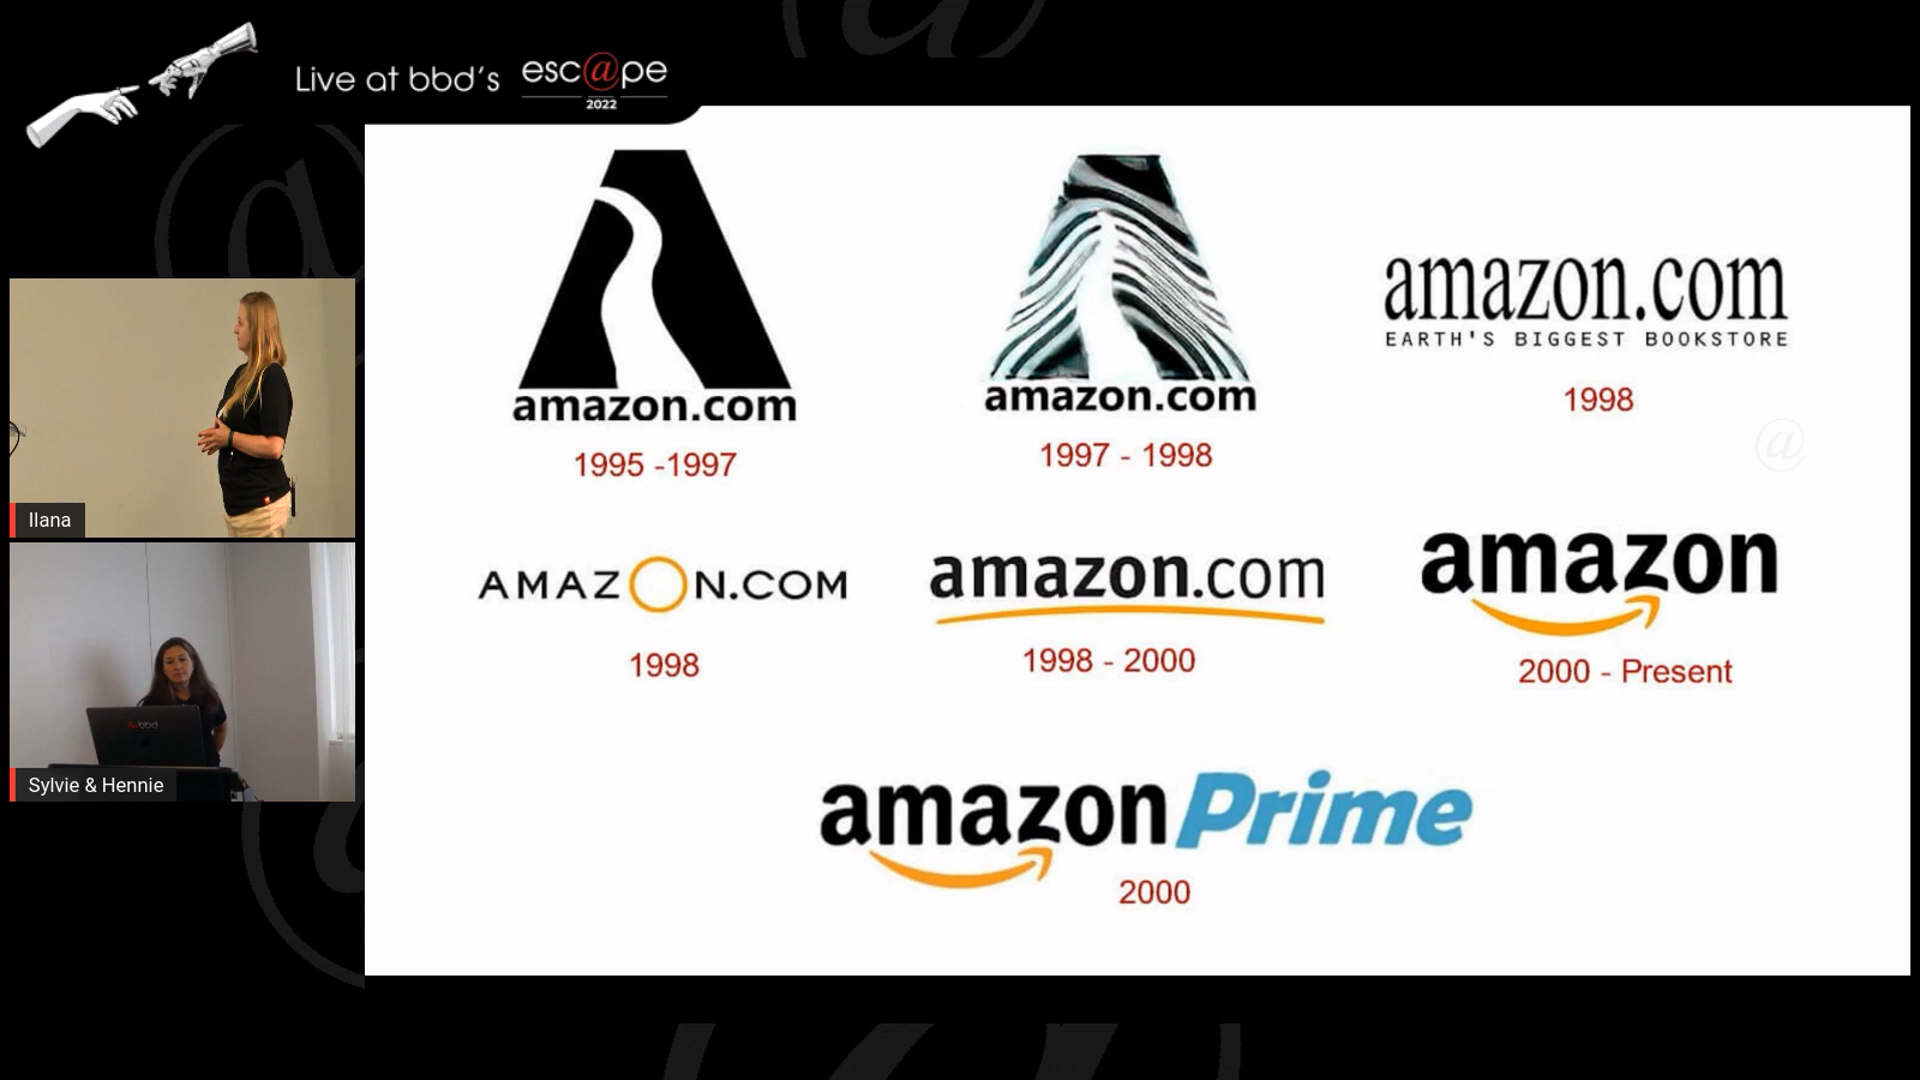 Live at bbd's esc@pe
2022
amazon.com
1995 -1997
amazon.com
1997 - 1998
amazon.com
EARTH'S BIGGEST BOOKSTORE
1998
@
AMAZON.COM
1998
amazon.com
1998 - 2000
amazon
2000 - Present
amazon Prime
2000
Ilana
bbd
Sylvie & Hennie